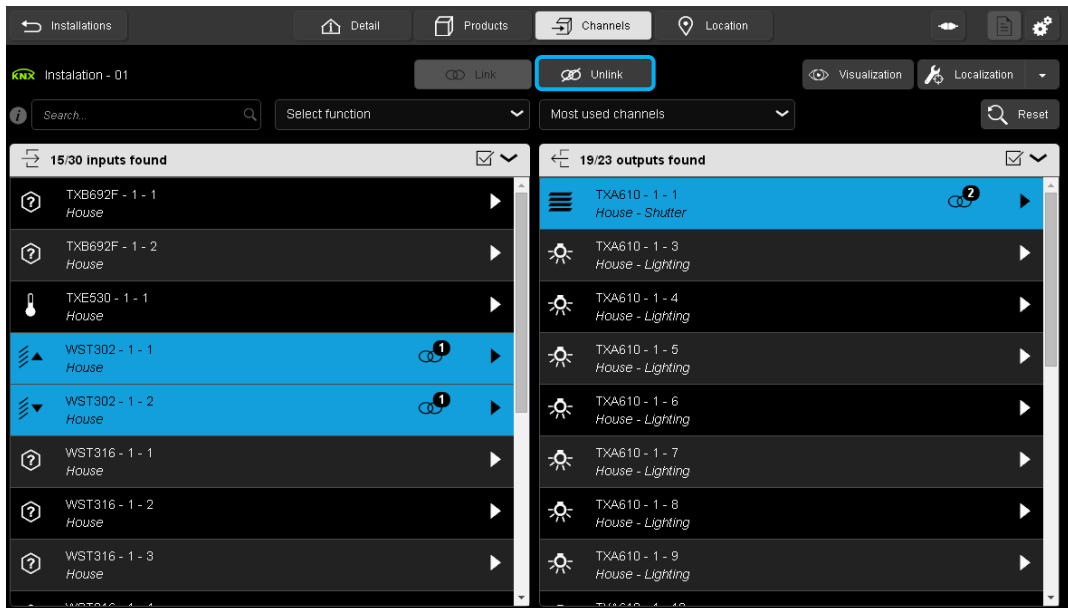 Installations
Detail
Products
Channels
Location
KNX Instalation - 01
Link
Unlink
Visualization
Localization
Search...
Select function
Most used channels
Reset
15/30 inputs found
TXB692F - 1 - 1
House
TXB692F - 1 - 2
House
TXE530 - 1 - 1
House
WST302 - 1 - 1
House
1
WST302 - 1 - 2
House
1
WST316 - 1 - 1
House
WST316 - 1 - 2
House
WST316 - 1 - 3
House
19/23 outputs found
TXA610 - 1 - 1
House - Shutter
2
TXA610 - 1 - 3
House - Lighting
TXA610 - 1 - 4
House - Lighting
TXA610 - 1 - 5
House - Lighting
TXA610 - 1 - 6
House - Lighting
TXA610 - 1 - 7
House - Lighting
TXA610 - 1 - 8
House - Lighting
TXA610 - 1 - 9
House - Lighting